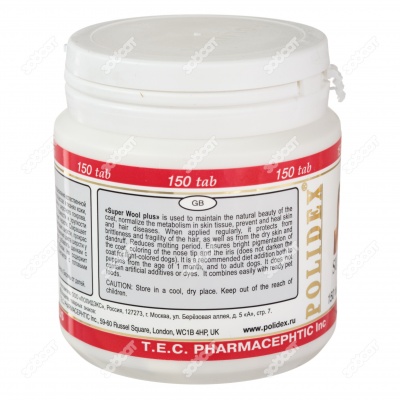 150 tab
150 tab
150 tab
GB
«Super Wool plus» is used to maintain the natural beauty of the
coat, normalize the metabolism in skin tissue, prevent and heal skin
and hair diseases. When applied regularly, it protects from
brittleness and fragility of the hair, as well as from the dry skin and
dandruff. Reduces molting period. Ensures bright pigmentation of
the coat, coloring of the nose tip and the iris (does not darken the
coat for light-colored dogs). It is a recommended diet addition both to
puppies from the age of 1 month, and to adult dogs. It does not
contain artificial additives or dyes. It combines easily with ready pet
foods.
CAUTION: Store in a cool, dry place. Keep out of the reach of
children.
Россия, 127273, г. Москва, ул. Берёзовая аллея, д. 5 «А», стр. 7.
59-60 Russel Square, London, WC1B 4HP, UK
www.polidex.ru
T.E.C. PHARMACEPHTIC Inc
POLIDEX®